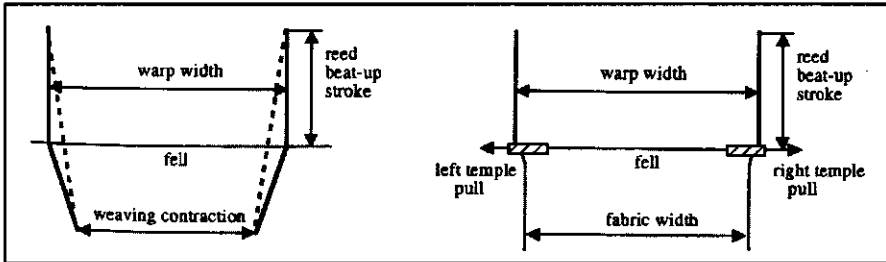 reed
beat-up
stroke
warp width
fell
weaving contraction
reed
beat-up
stroke
warp width
fell
left temple
pull
right temple
pull
fabric width